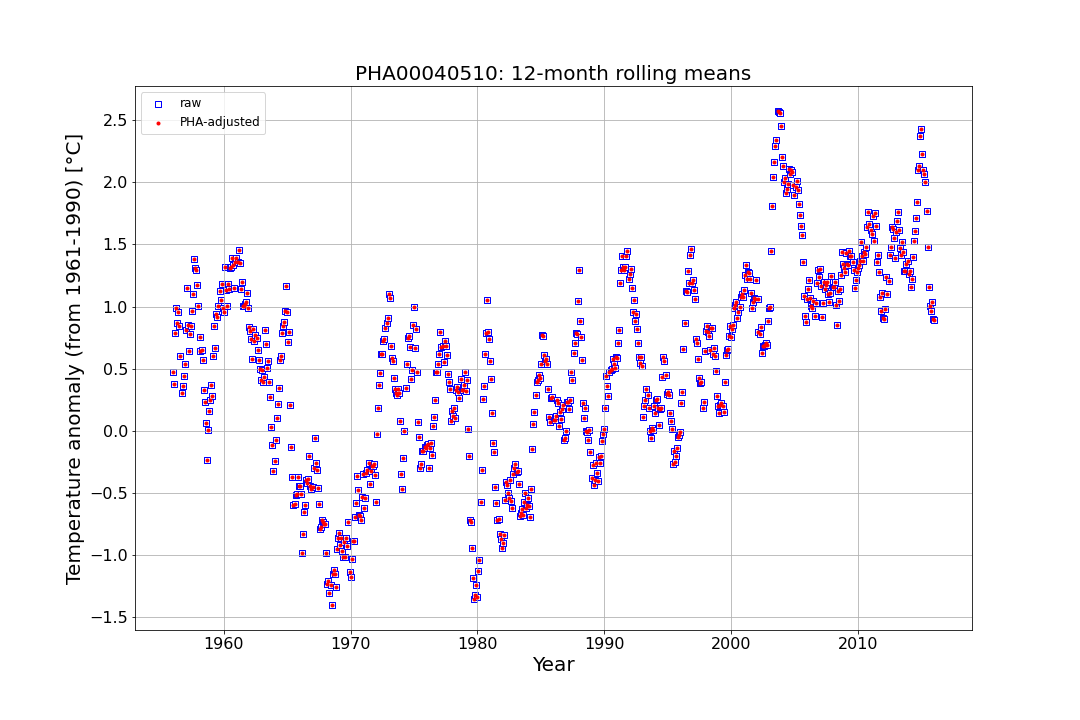 PHA00040510: 12-month rolling means
raw
PHA-adjusted
Temperature anomaly (from 1961-1990) [°C]
2.5
2.0
1.5
1.0
0.5
0.0
−0.5
−1.0
−1.5
1960 1970 1980 1990 2000 2010
Year